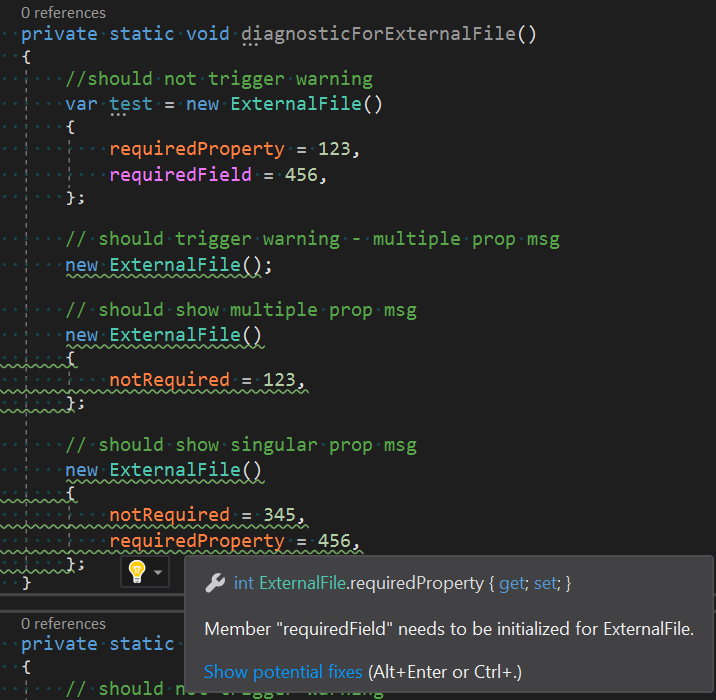 0 references
private static void diagnosticForExternalFile()
{
//should not trigger warning
var test = new ExternalFile()
{
requiredProperty = 123,
requiredField = 456,
};
// should trigger warning - multiple prop msg
new ExternalFile();
// should show multiple prop msg
new ExternalFile()
{
notRequired = 123,
};
// should show singular prop msg
new ExternalFile()
{
notRequired = 345,
requiredProperty = 456,
};
}
int ExternalFile.requiredProperty { get; set; }
Member "requiredField" needs to be initialized for ExternalFile.
Show potential fixes (Alt+Enter or Ctrl+.)
0 references
private static
{
// should not trigger warning